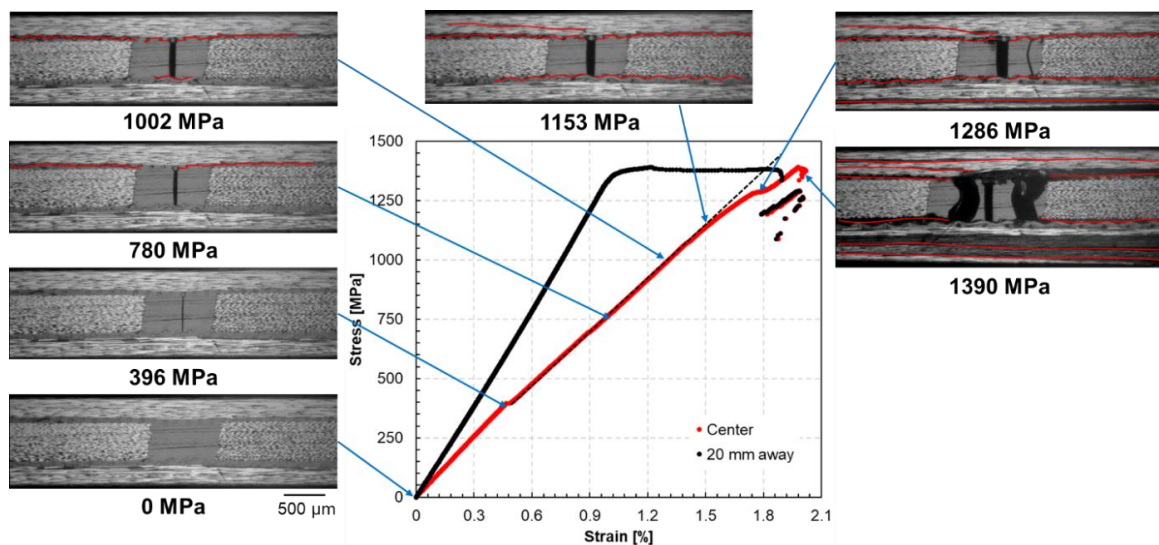 1002 MPa
1153 MPa
1286 MPa
780 MPa
1390 MPa
396 MPa
0 MPa
500 µm
Stress [MPa]
1500
1250
1000
750
500
250
0
0
0.3
0.6
0.9
1.2
1.5
1.8
2.1
Strain [%]
Center
20 mm away